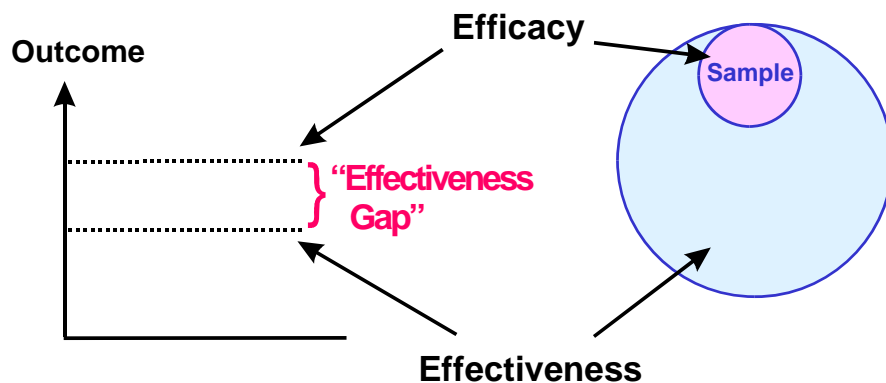 Efficacy
Outcome
Sample
“Effectiveness
Gap”
Effectiveness